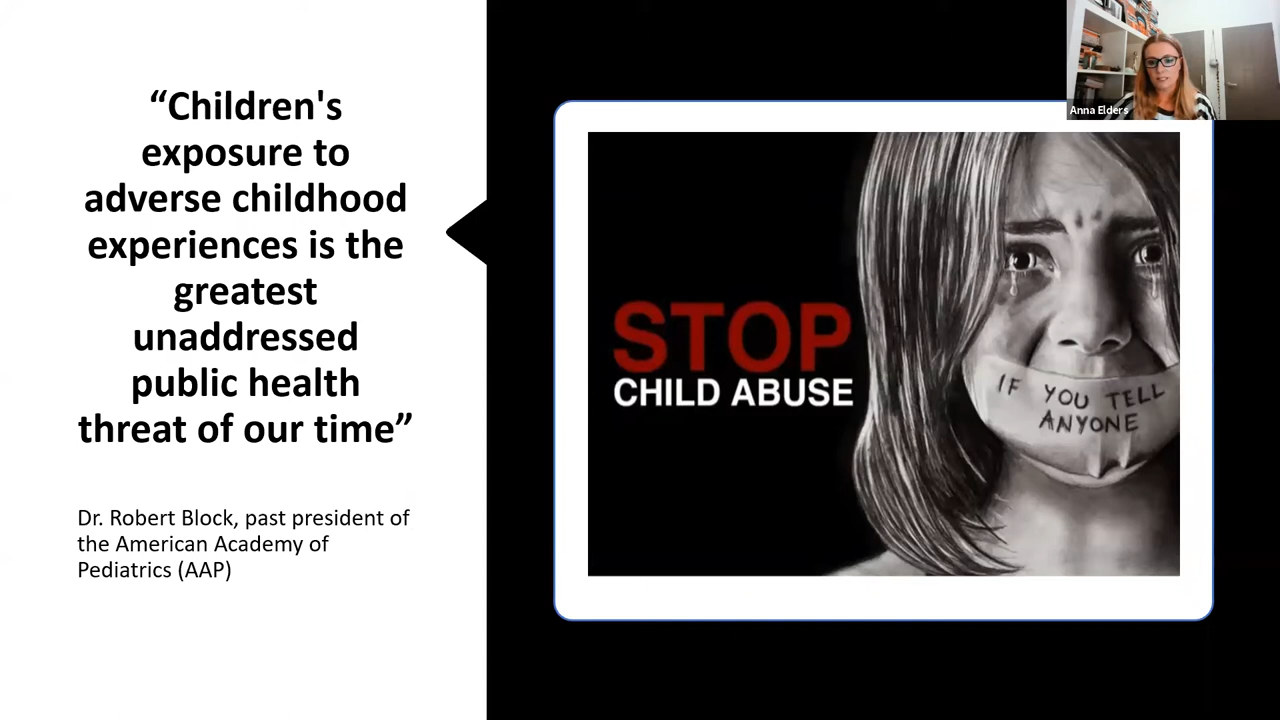 “Children's
exposure to
adverse childhood
experiences is the
greatest
unaddressed
public health
threat of our time”
Dr. Robert Block, past president of
the American Academy of
Pediatrics (AAP)
STOP
CHILD ABUSE
IF YOU TELL
ANYONE
Anna Elders